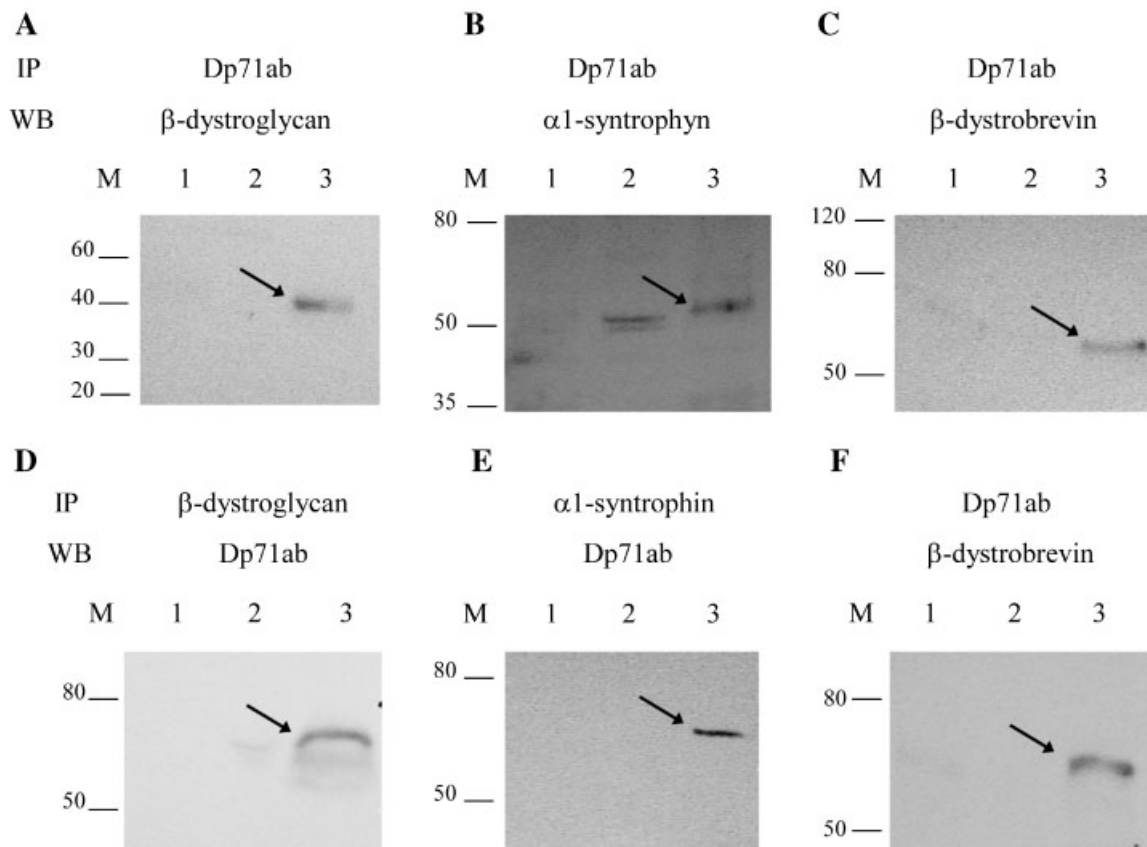 A B C
IP Dp71ab Dp71ab Dp71ab
WB β-dystroglycan α1-syntrophyn β-dystrobrevin
M 1 2 3 M 1 2 3 M 1 2 3
60
40
30
20
80
50
35
120
80
50
D E F
IP β-dystroglycan IP α1-syntrophin Dp71ab
WB Dp71ab WB Dp71ab β-dystrobrevin
M 1 2 3 M 1 2 3 M 1 2 3
80
50
80
50
80
50